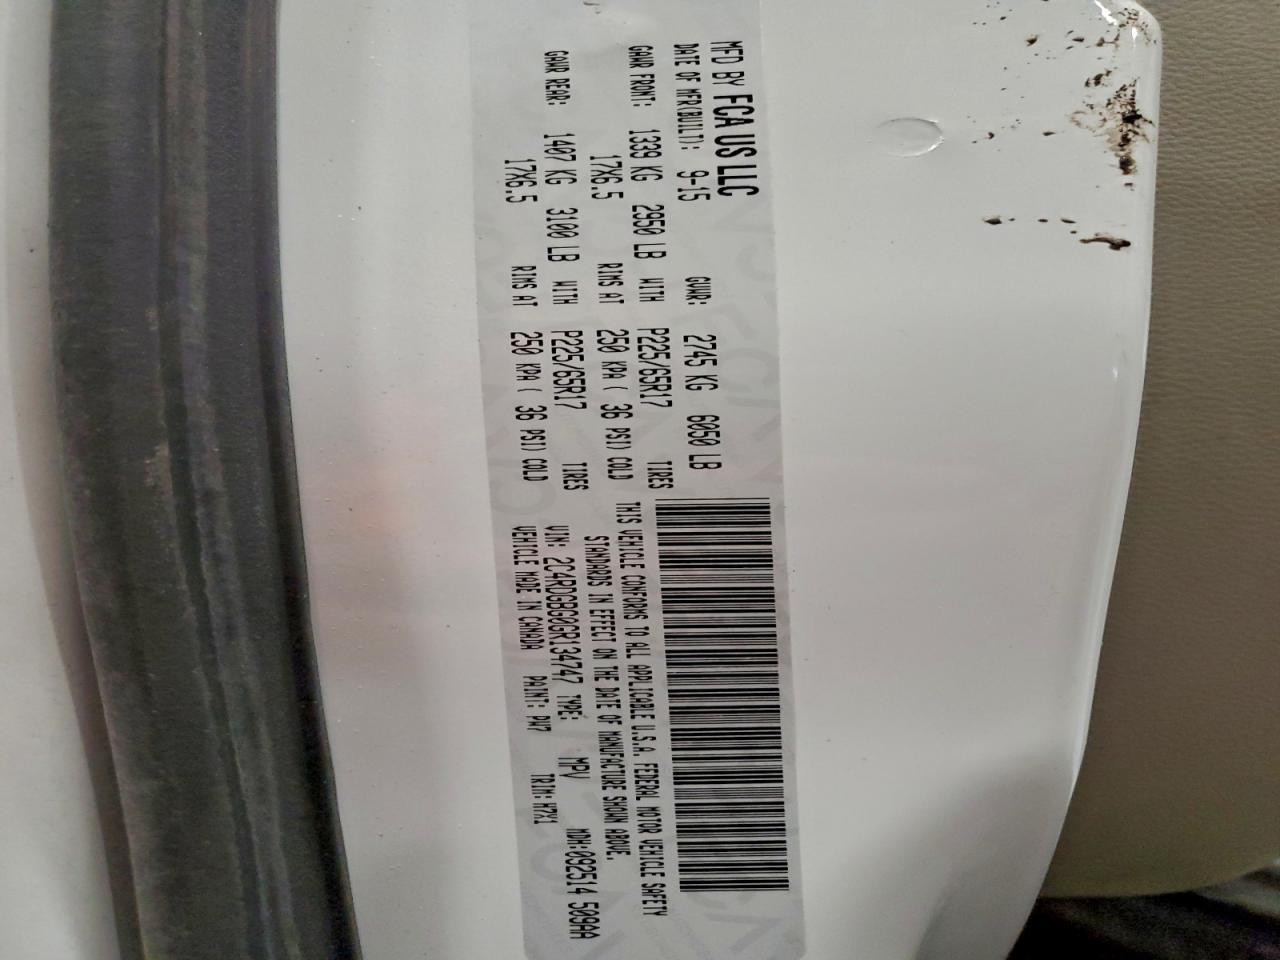 MFD BY FCA US LLC
DATE OF MFR(BUILT): 9-15 GVWR: 2745 KG 6050 LB
GAWR FRONT: 1339 KG 2950 LB WITH P225/65R17 TIRES
17X6.5 RIMS AT 250 KPA ( 36 PSI) COLD
GAWR REAR: 1407 KG 3100 LB WITH P225/65R17 TIRES
17X6.5 RIMS AT 250 KPA ( 36 PSI) COLD
THIS VEHICLE CONFORMS TO ALL APPLICABLE U.S.A. FEDERAL MOTOR VEHICLE SAFETY
STANDARDS IN EFFECT ON THE DATE OF MANUFACTURE SHOWN ABOVE.
VIN: 2C4RDGBG0GR134747 TYPE: MPV MDH:092514 509AA
VEHICLE MADE IN CANADA PAINT: PW7 TRIM: H7X1